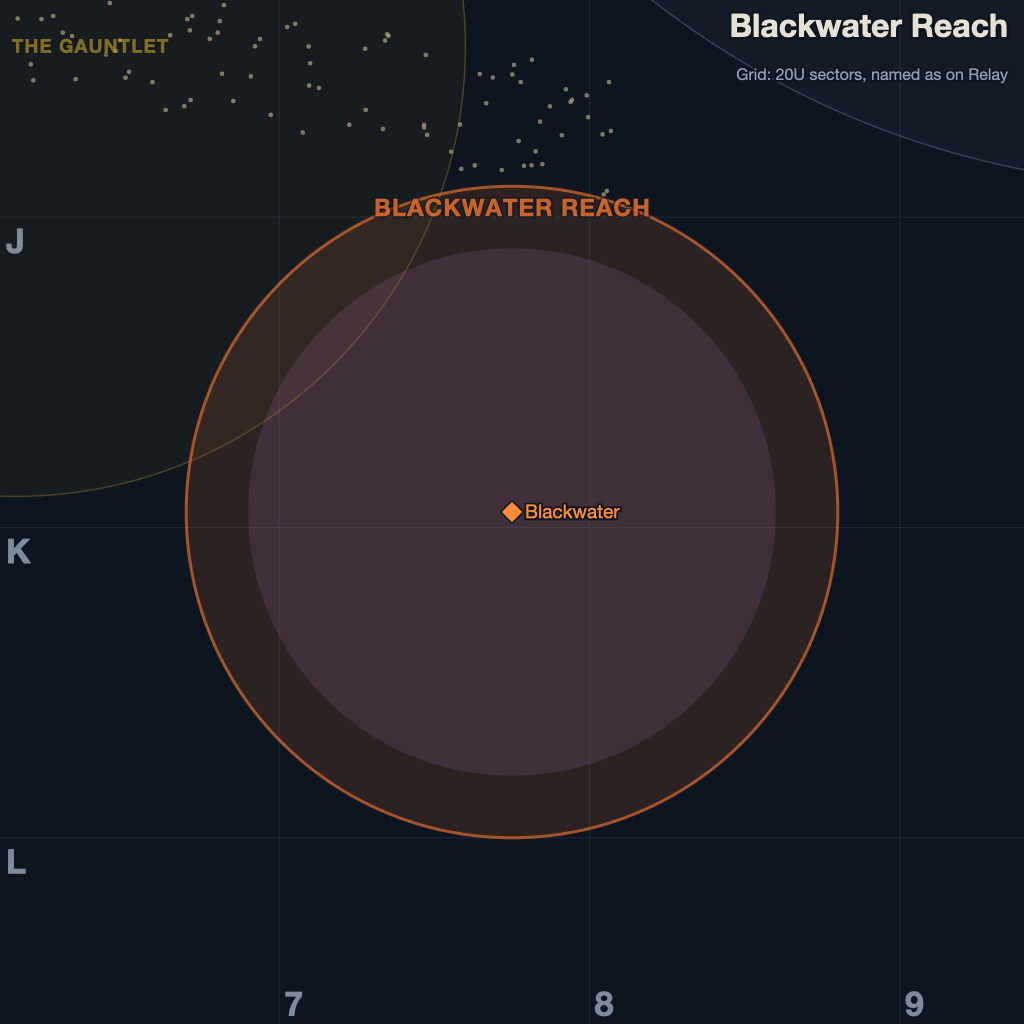 Blackwater Reach
THE GAUNTLET
Grid: 20U sectors, named as on Relay
BLACKWATER REACH
J
Blackwater
K
L
7
8
9